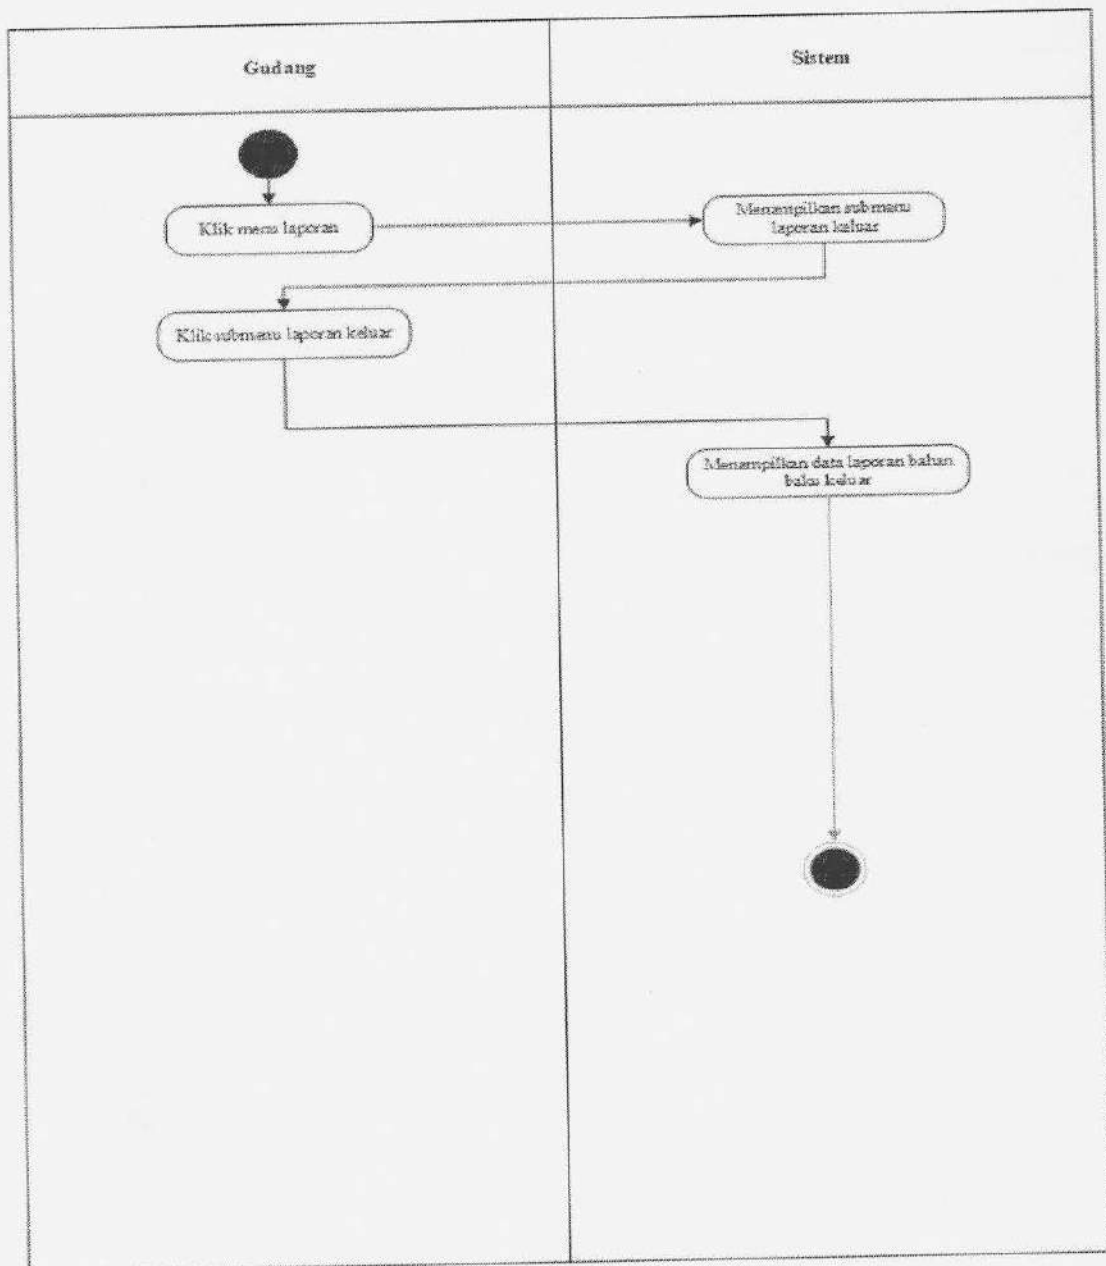 Gudang
Sistem
Klik menu laporan
Menampilkan submenu
laporan keluar
Klik submenu laporan keluar
Menampilkan data laporan bahan
baku keluar